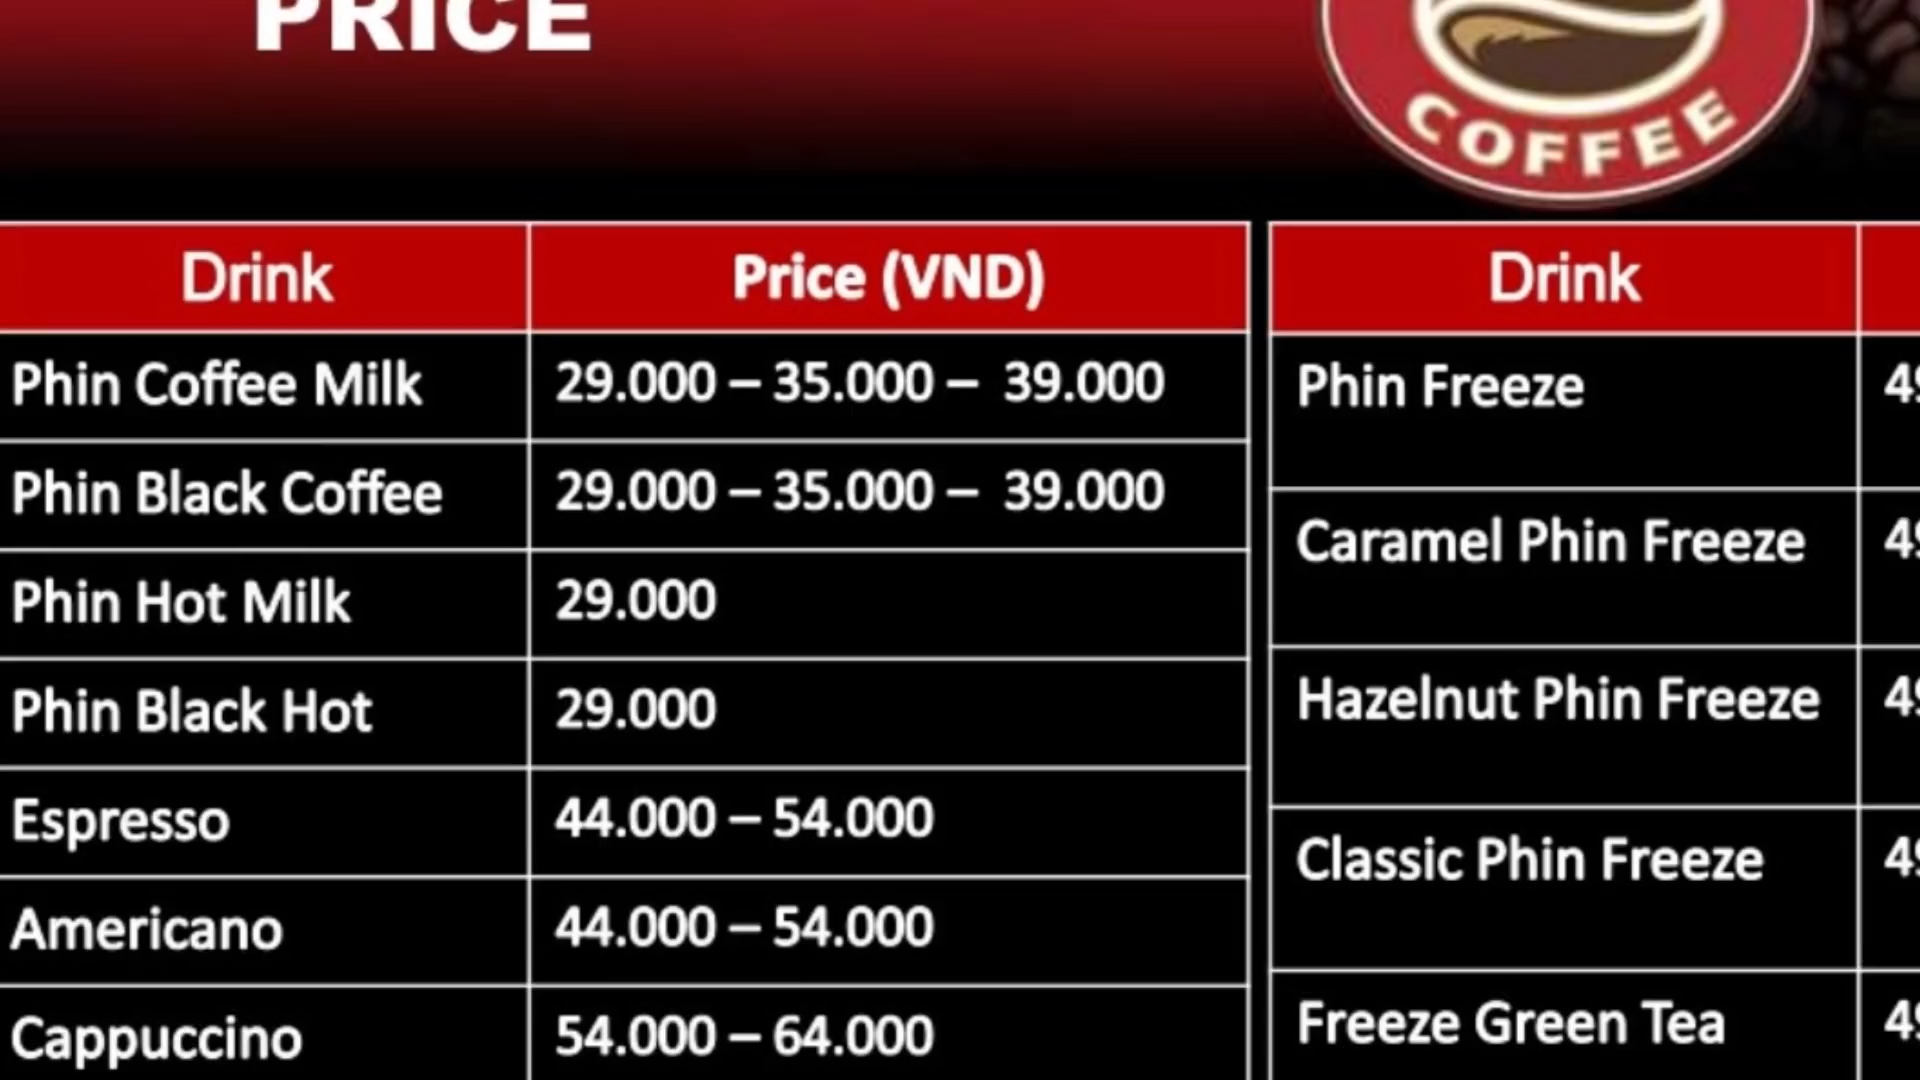 PRICE
COFFEE
Drink Price (VND)
Phin Coffee Milk 29.000 – 35.000 – 39.000
Phin Black Coffee 29.000 – 35.000 – 39.000
Phin Hot Milk 29.000
Phin Black Hot 29.000
Espresso 44.000 – 54.000
Americano 44.000 – 54.000
Cappuccino 54.000 – 64.000
Drink
Phin Freeze
Caramel Phin Freeze
Hazelnut Phin Freeze
Classic Phin Freeze
Freeze Green Tea